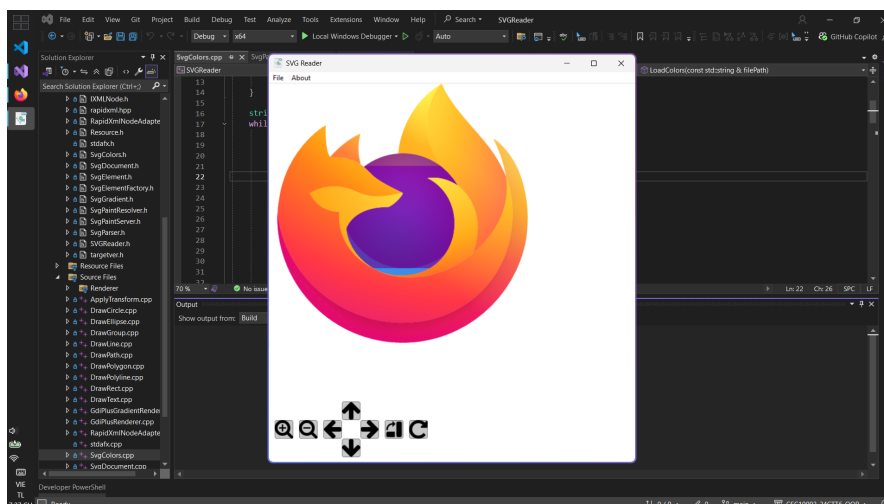 File Edit View Git Project Build Debug Test Analyze Tools Extensions Window Help Search SVGReader
Debug x64 Local Windows Debugger Auto GitHub Copilot
Solution Explorer
Search Solution Explorer (Ctrl+;)
IXMLNode.h
rapidxml.hpp
RapidXmlNodeAdapte
Resource.h
stdafx.h
SvgColors.h
SvgDocument.h
SvgElement.h
SvgElementFactory.h
SvgGradient.h
SvgPaintResolver.h
SvgPaintServer.h
SvgParser.h
SVGReader.h
targetver.h
Resource Files
Source Files
Renderer
ApplyTransform.cpp
DrawCircle.cpp
DrawEllipse.cpp
DrawGroup.cpp
DrawLine.cpp
DrawPath.cpp
DrawPolygon.cpp
DrawPolyline.cpp
DrawRect.cpp
DrawText.cpp
GdiPlusGradientRender
GdiPlusRenderer.cpp
RapidXmlNodeAdapte
stdafx.cpp
SvgColors.cpp
SvgDocument.cpp
SvgColors.cpp
SVGReader
LoadColors(const std::string & filePath)
13
14 }
15
16 stri
17 whil
18
19
20
21
22
23
24
25
26
27
28
29
30
31
70 % No issue Ln: 22 Ch: 26 SPC LF
Output
Show output from: Build
SVG Reader
File About
Developer PowerShell
VIE
TL
Ready